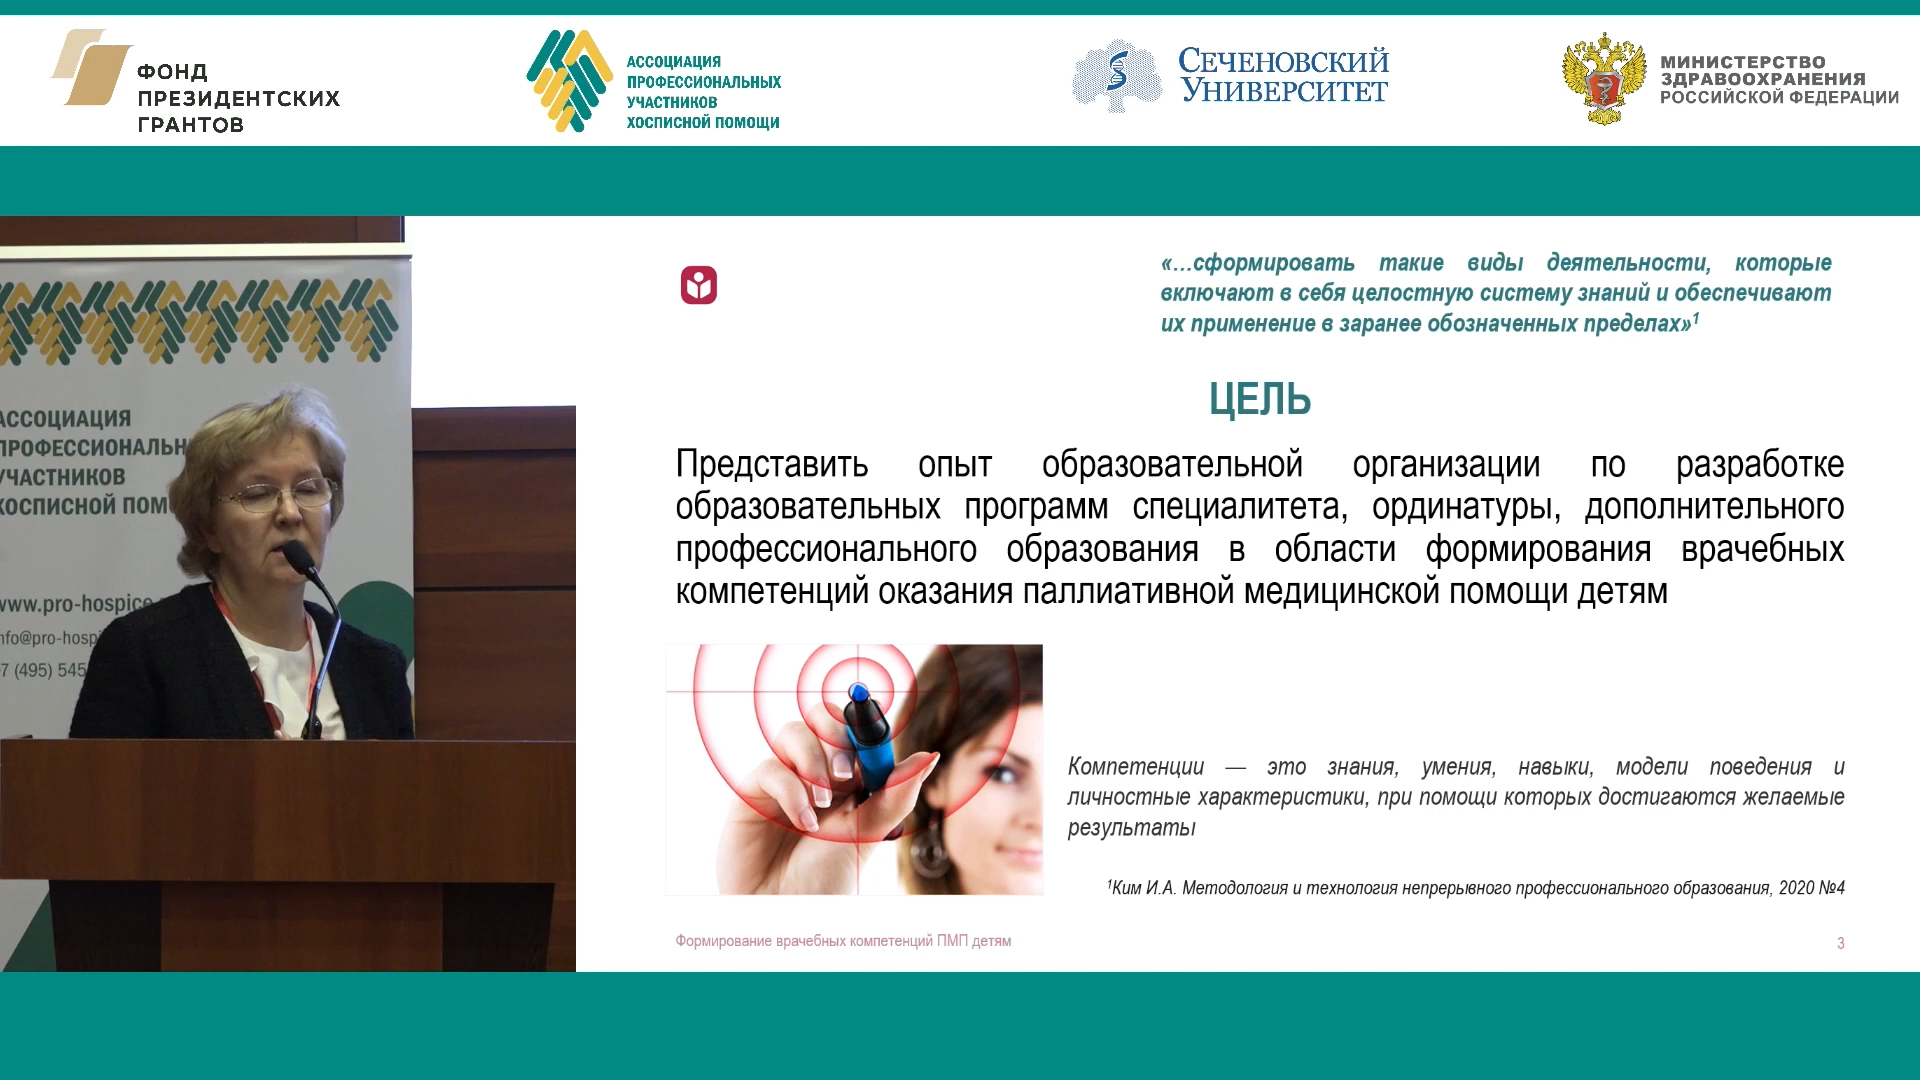 ФОНД
ПРЕЗИДЕНТСКИХ
ГРАНТОВ
АССОЦИАЦИЯ
ПРОФЕССИОНАЛЬНЫХ
УЧАСТНИКОВ
ХОСПИСНОЙ ПОМОЩИ
СЕЧЕНОВСКИЙ
УНИВЕРСИТЕТ
МИНИСТЕРСТВО
ЗДРАВООХРАНЕНИЯ
РОССИЙСКОЙ ФЕДЕРАЦИИ
АССОЦИАЦИЯ
ПРОФЕССИОНАЛЬН
УЧАСТНИКОВ
ХОСПИСНОЙ ПОМ
www.pro-hospice
info@pro-hospi
7 (495) 545
«…сформировать такие виды деятельности, которые
включают в себя целостную систему знаний и обеспечивают
их применение в заранее обозначенных пределах»¹
ЦЕЛЬ
Представить опыт образовательной организации по разработке
образовательных программ специалитета, ординатуры, дополнительного
профессионального образования в области формирования врачебных
компетенций оказания паллиативной медицинской помощи детям
Компетенции — это знания, умения, навыки, модели поведения и
личностные характеристики, при помощи которых достигаются желаемые
результаты
¹Ким И.А. Методология и технология непрерывного профессионального образования, 2020 №4
Формирование врачебных компетенций ПМП детям
3